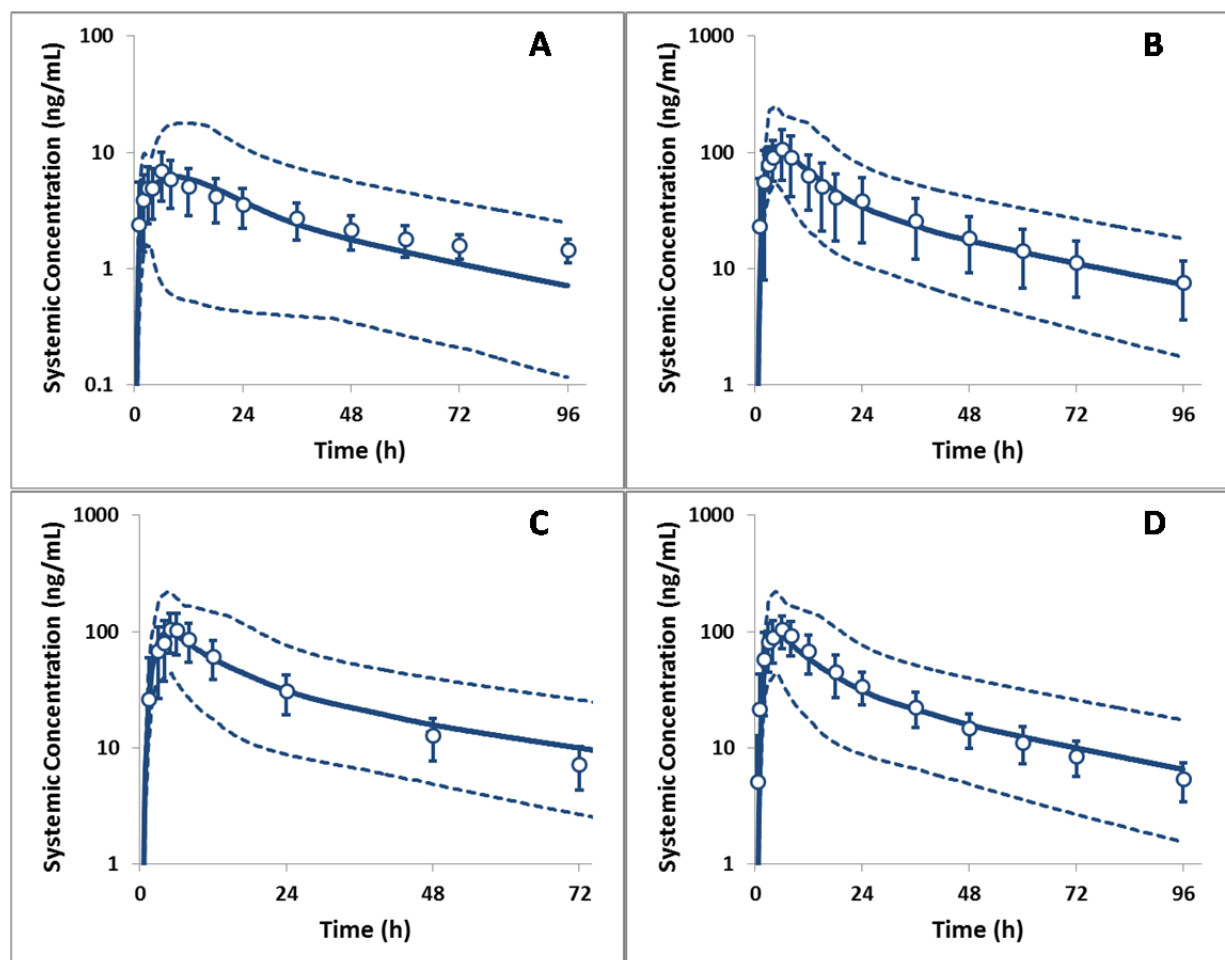 A
Systemic Concentration (ng/mL)
100
10
1
0.1
0 24 48 72 96
Time (h)
B
Systemic Concentration (ng/mL)
1000
100
10
1
0 24 48 72 96
Time (h)
C
Systemic Concentration (ng/mL)
1000
100
10
1
0 24 48 72
Time (h)
D
Systemic Concentration (ng/mL)
1000
100
10
1
0 24 48 72 96
Time (h)